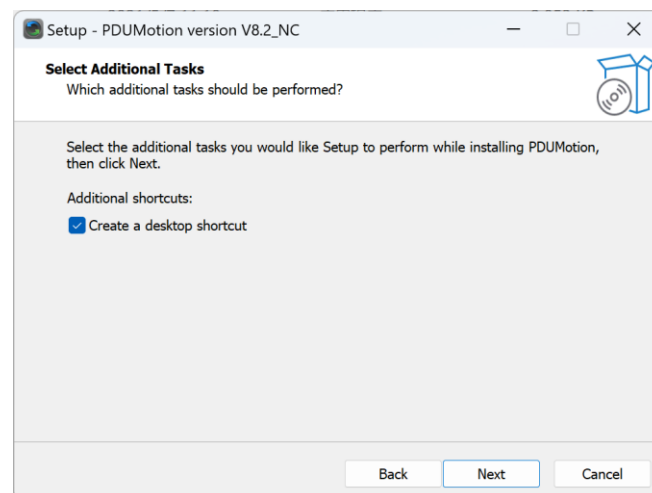 Setup - PDUMotion version V8.2_NC
Select Additional Tasks
Which additional tasks should be performed?
Select the additional tasks you would like Setup to perform while installing PDUMotion,
then click Next.
Additional shortcuts:
Create a desktop shortcut
Back
Next
Cancel